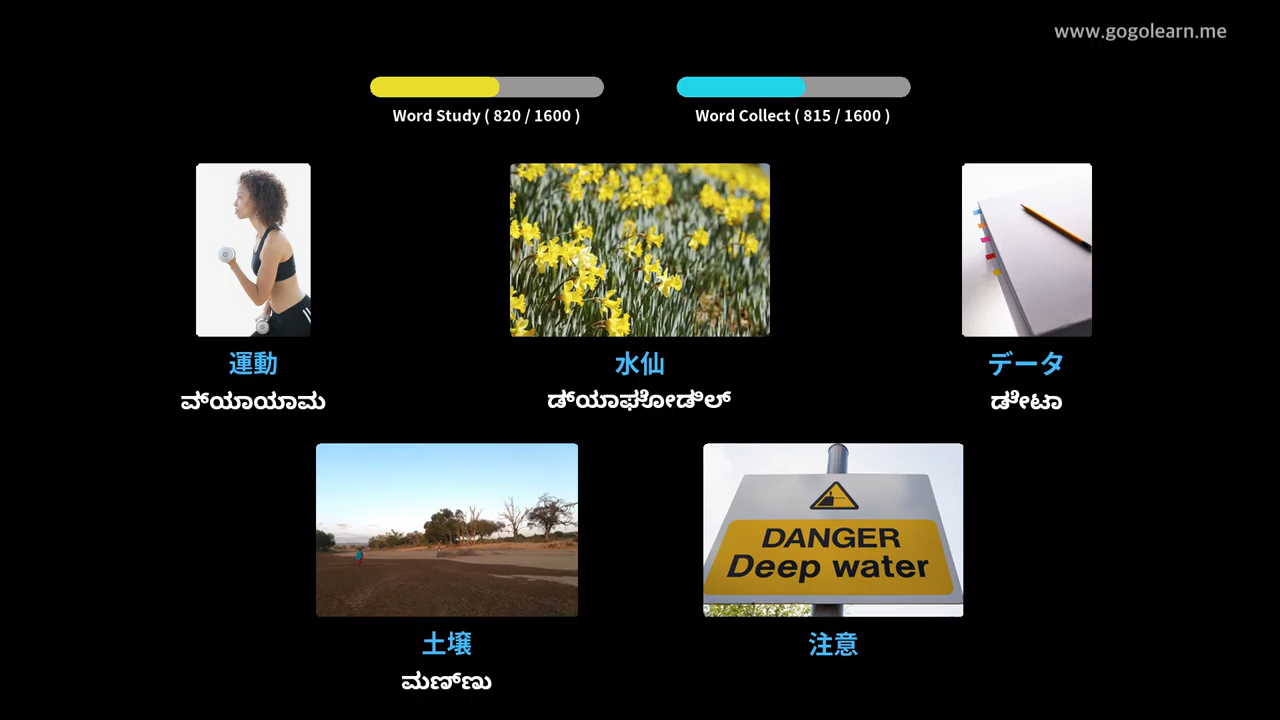 www.gogolearn.me
Word Study ( 820 / 1600 )
Word Collect ( 815 / 1600 )
運動
ವ್ಯಾಯಾಮ
水仙
ಡ್ಯಾಫೋಡಿಲ್
データ
ಡೇಟಾ
DANGER
Deep water
土壌
ಮಣ್ಣು
注意